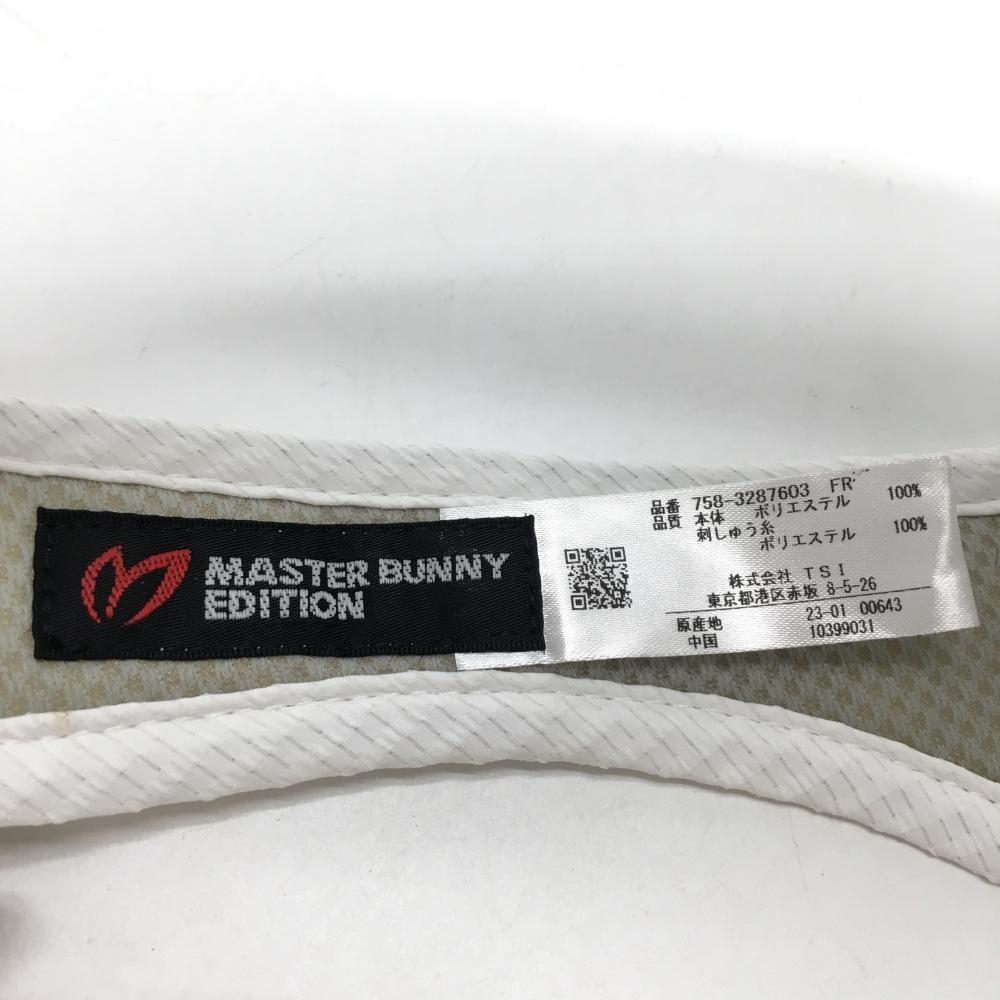 MASTER BUNNY
EDITION
品番 758-3287603 FR
品質 本体 ポリエステル 100%
刺しゅう糸
ポリエステル 100%
株式会社 TSI
東京都港区赤坂 8-5-26
原産地 23-01 00643
中国 10399031